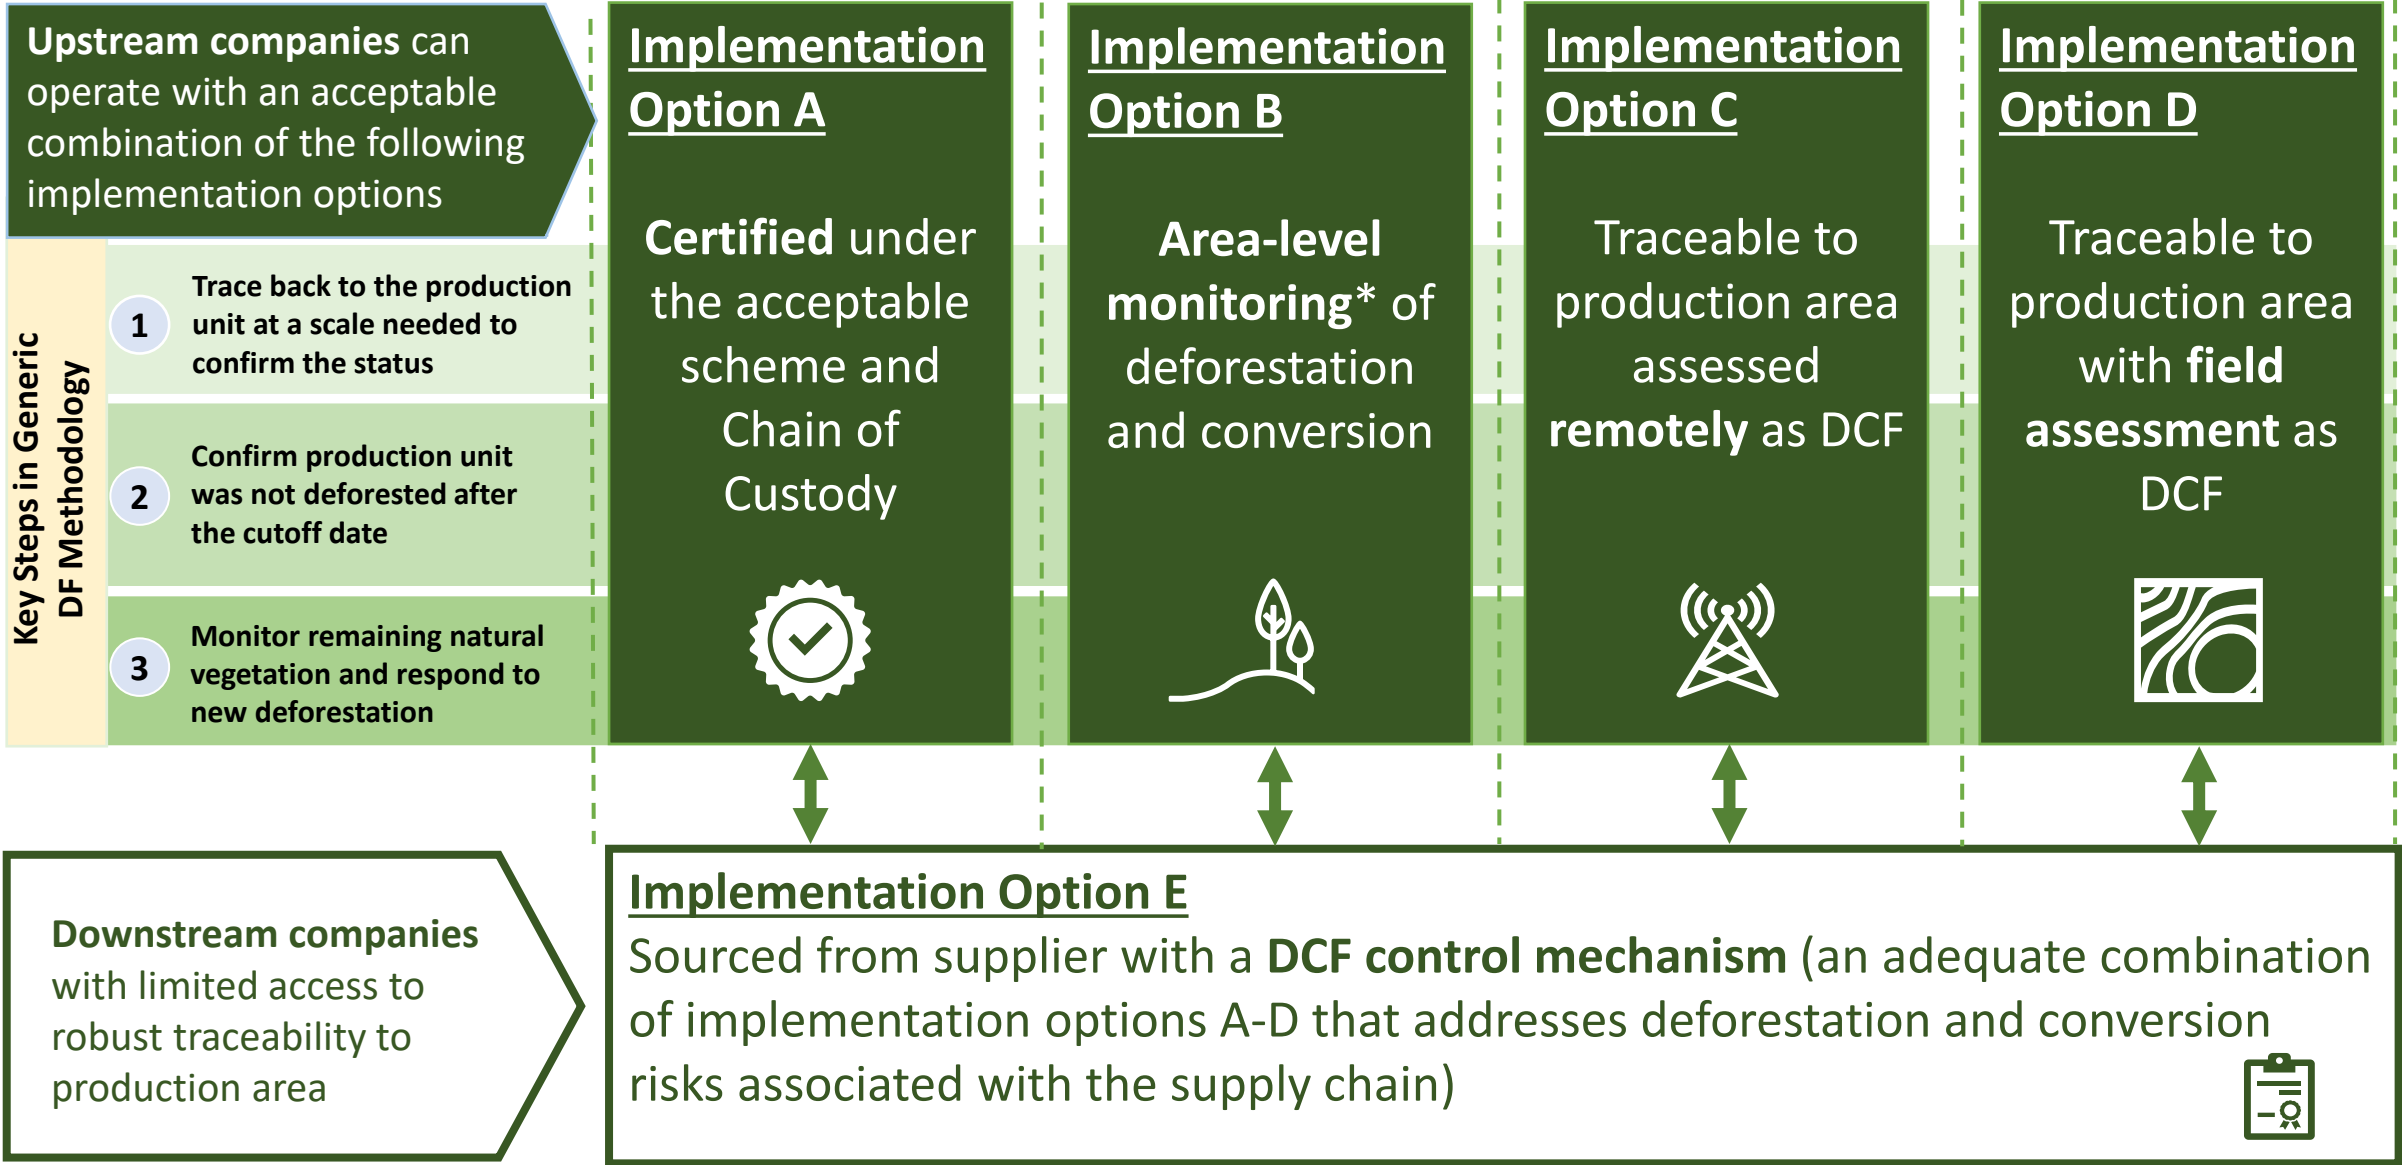 Upstream companies can
operate with an acceptable
combination of the following
implementation options
Key Steps in Generic
DF Methodology
1
Trace back to the production
unit at a scale needed to
confirm the status
2
Confirm production unit
was not deforested after
the cutoff date
3
Monitor remaining natural
vegetation and respond to
new deforestation
Implementation
Option A
Certified under
the acceptable
scheme and
Chain of
Custody
Implementation
Option B
Area-level
monitoring* of
deforestation
and conversion
Implementation
Option C
Traceable to
production area
assessed
remotely as DCF
Implementation
Option D
Traceable to
production area
with field
assessment as
DCF
Downstream companies
with limited access to
robust traceability to
production area
Implementation Option E
Sourced from supplier with a DCF control mechanism (an adequate combination
of implementation options A-D that addresses deforestation and conversion
risks associated with the supply chain)